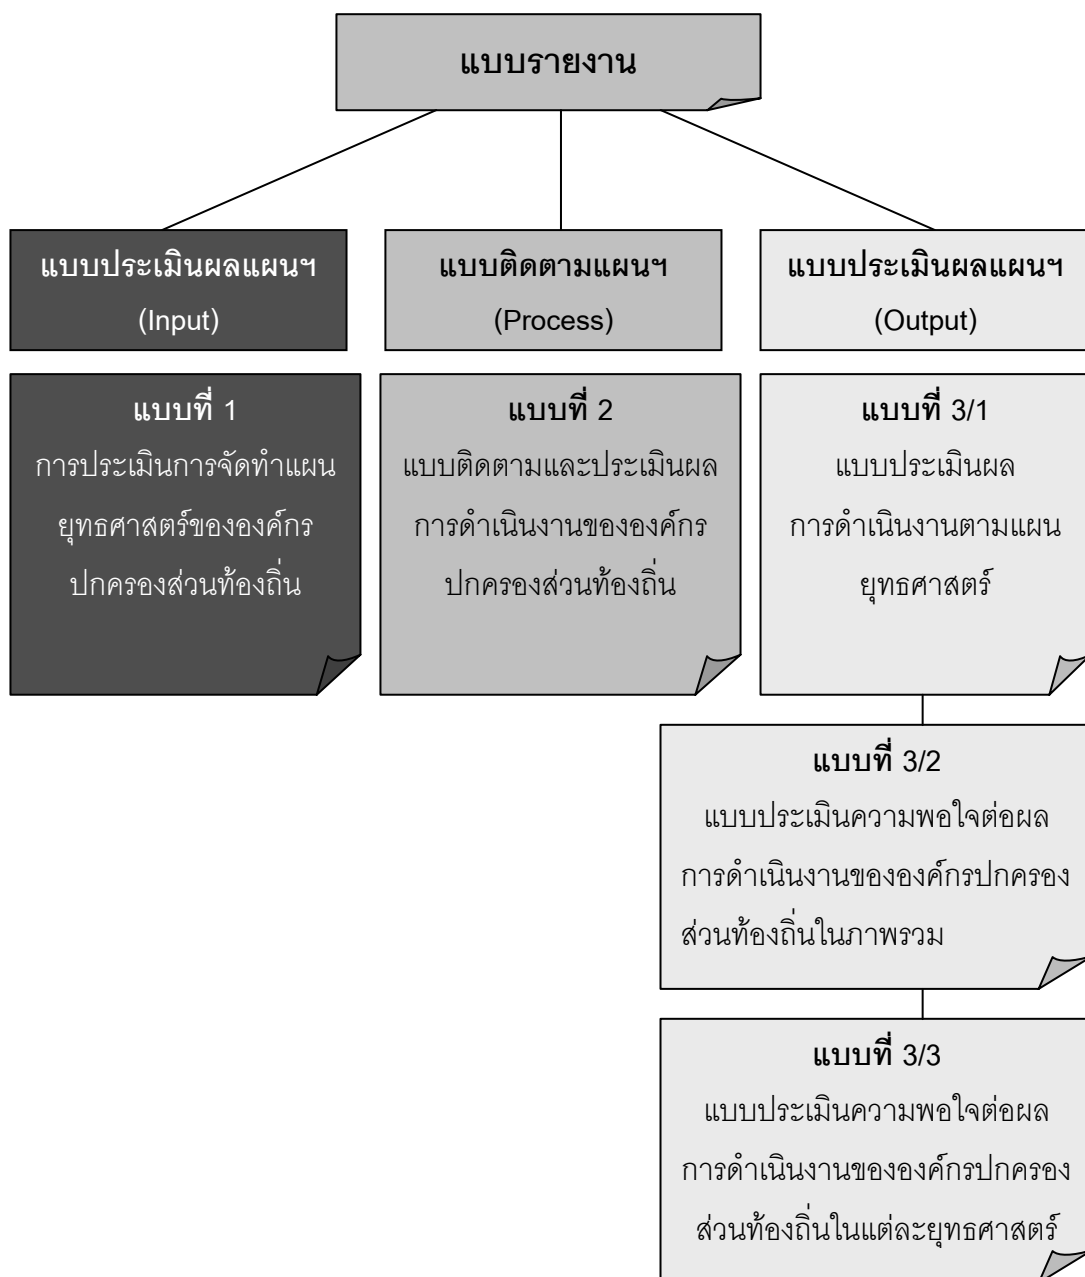 แบบรายงาน
แบบประเมินผลแผนฯ
(Input)
แบบติดตามแผนฯ
(Process)
แบบประเมินผลแผนฯ
(Output)
แบบที่ 1
การประเมินการจัดทำแผน
ยุทธศาสตร์ขององค์กร
ปกครองส่วนท้องถิ่น
แบบที่ 2
แบบติดตามและประเมินผล
การดำเนินงานขององค์กร
ปกครองส่วนท้องถิ่น
แบบที่ 3/1
แบบประเมินผล
การดำเนินงานตามแผน
ยุทธศาสตร์
แบบที่ 3/2
แบบประเมินความพอใจต่อผล
การดำเนินงานขององค์กรปกครอง
ส่วนท้องถิ่นในภาพรวม
แบบที่ 3/3
แบบประเมินความพอใจต่อผล
การดำเนินงานขององค์กรปกครอง
ส่วนท้องถิ่นในแต่ละยุทธศาสตร์